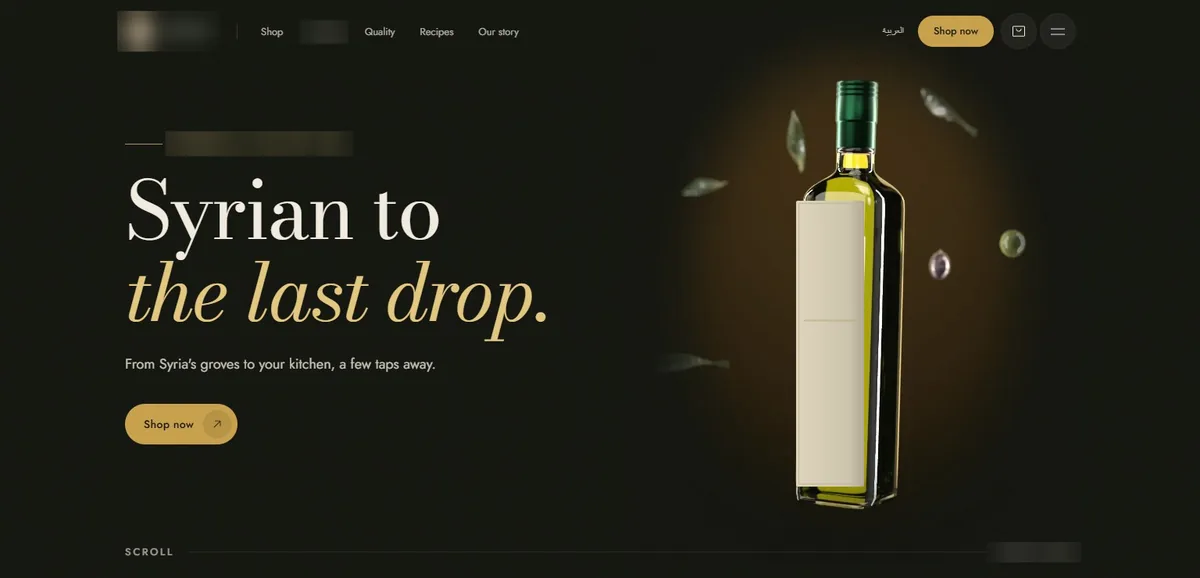 Shop
Quality
Recipes
Our story
العربية
Shop now
Syrian to
the last drop.
From Syria's groves to your kitchen, a few taps away.
Shop now
SCROLL